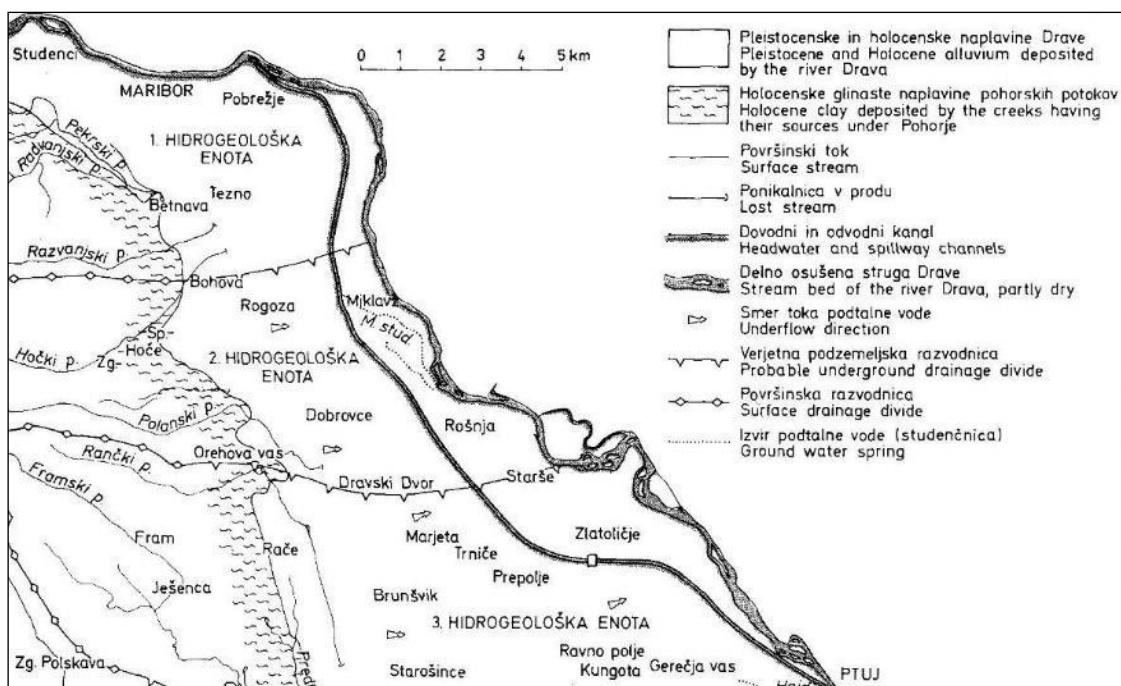 Studenci
MARIBOR
Pobrežje
0 1 2 3 4 5 km
1. HIDROGEOLOŠKA
ENOTA
Pekrski p.
Radvanjski p.
Tezno
Betnava
Razvanjski p.
Bohova
Rogoza
Miklavž
M. stud.
Sp.
Hoče
Zg.
Hočki p.
2. HIDROGEOLOŠKA
ENOTA
Polanski p.
Dobrovce
Rošnja
Rančki p.
Orehova vas
Dravski Dvor
Starše
Framski p.
Marjeta
Zlatoličje
Fram
Rače
Trniče
Prepolje
Ješenca
Brunšvik
3. HIDROGEOLOŠKA ENOTA
Ravno polje
Kungota
Gerečja vas
Zg. Polskava
Starošince
PTUJ
Pleistocenske in holocenske naplavine Drave
Pleistocene and Holocene alluvium deposited
by the river Drava
Holocenske glinaste naplavine pohorskih potokov
Holocene clay deposited by the creeks having
their sources under Pohorje
Površinski tok
Surface stream
Ponikalnica v produ
Lost stream
Dovodni in odvodni kanal
Headwater and spillway channels
Delno osušena struga Drave
Stream bed of the river Drava, partly dry
Smer toka podtalne vode
Underflow direction
Verjetna podzemeljska razvodnica
Probable underground drainage divide
Površinska razvodnica
Surface drainage divide
Izvir podtalne vode (studenčnica)
Ground water spring